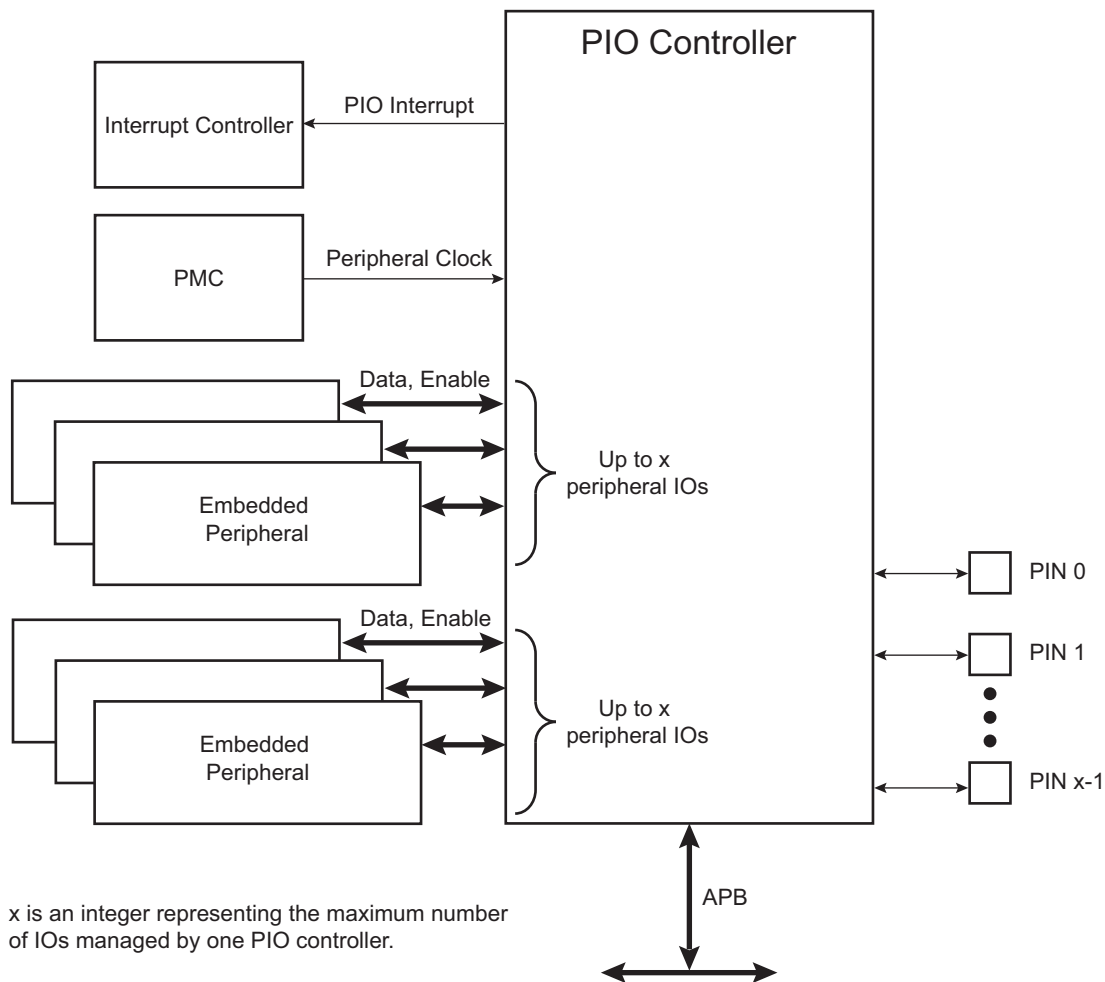 PIO Controller
PIO Interrupt
Interrupt Controller
Peripheral Clock
PMC
Data, Enable
Up to x
peripheral IOs
Embedded
Peripheral
PIN 0
Data, Enable
PIN 1
Up to x
peripheral IOs
Embedded
Peripheral
PIN x-1
APB
x is an integer representing the maximum number
of IOs managed by one PIO controller.